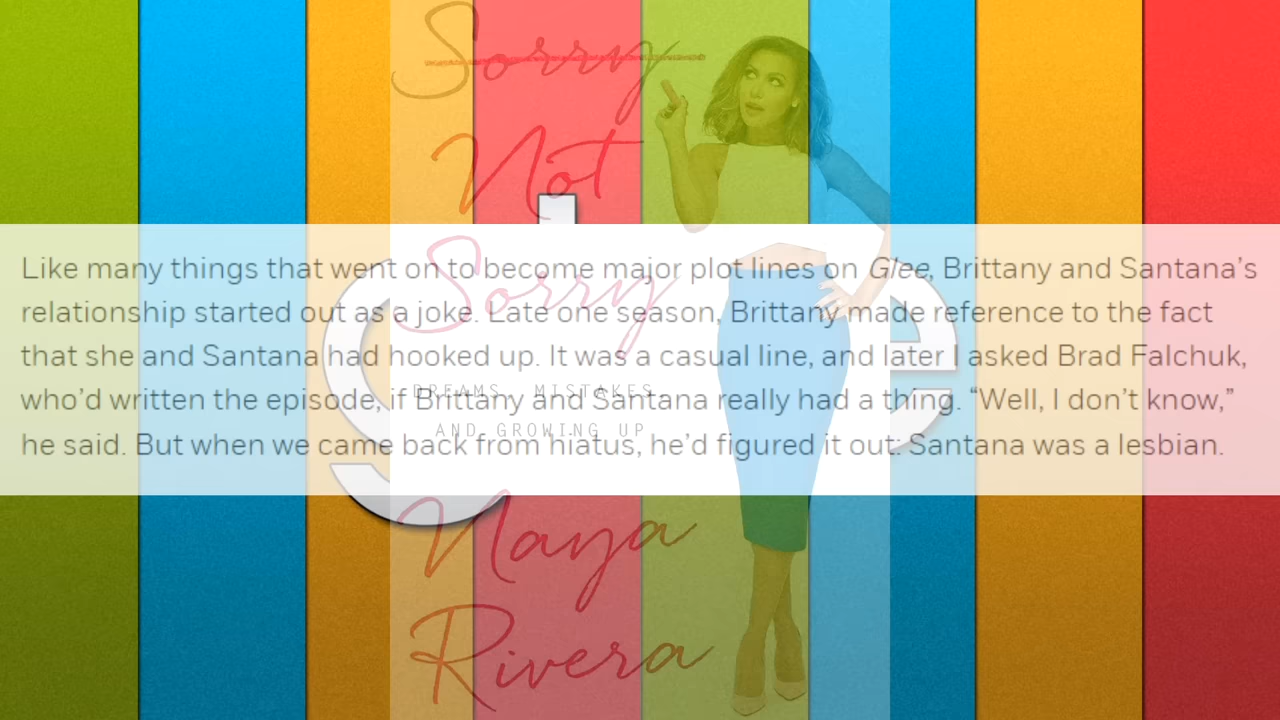 Sorry
Not
Sorry
glee
Like many things that went on to become major plot lines on Glee, Brittany and Santana’s
relationship started out as a joke. Late one season, Brittany made reference to the fact
that she and Santana had hooked up. It was a casual line, and later I asked Brad Falchuk,
who’d written the episode, if Brittany and Santana really had a thing. “Well, I don’t know,”
he said. But when we came back from hiatus, he’d figured it out: Santana was a lesbian.
DREAMS, MISTAKES,
AND GROWING UP
Naya
Rivera